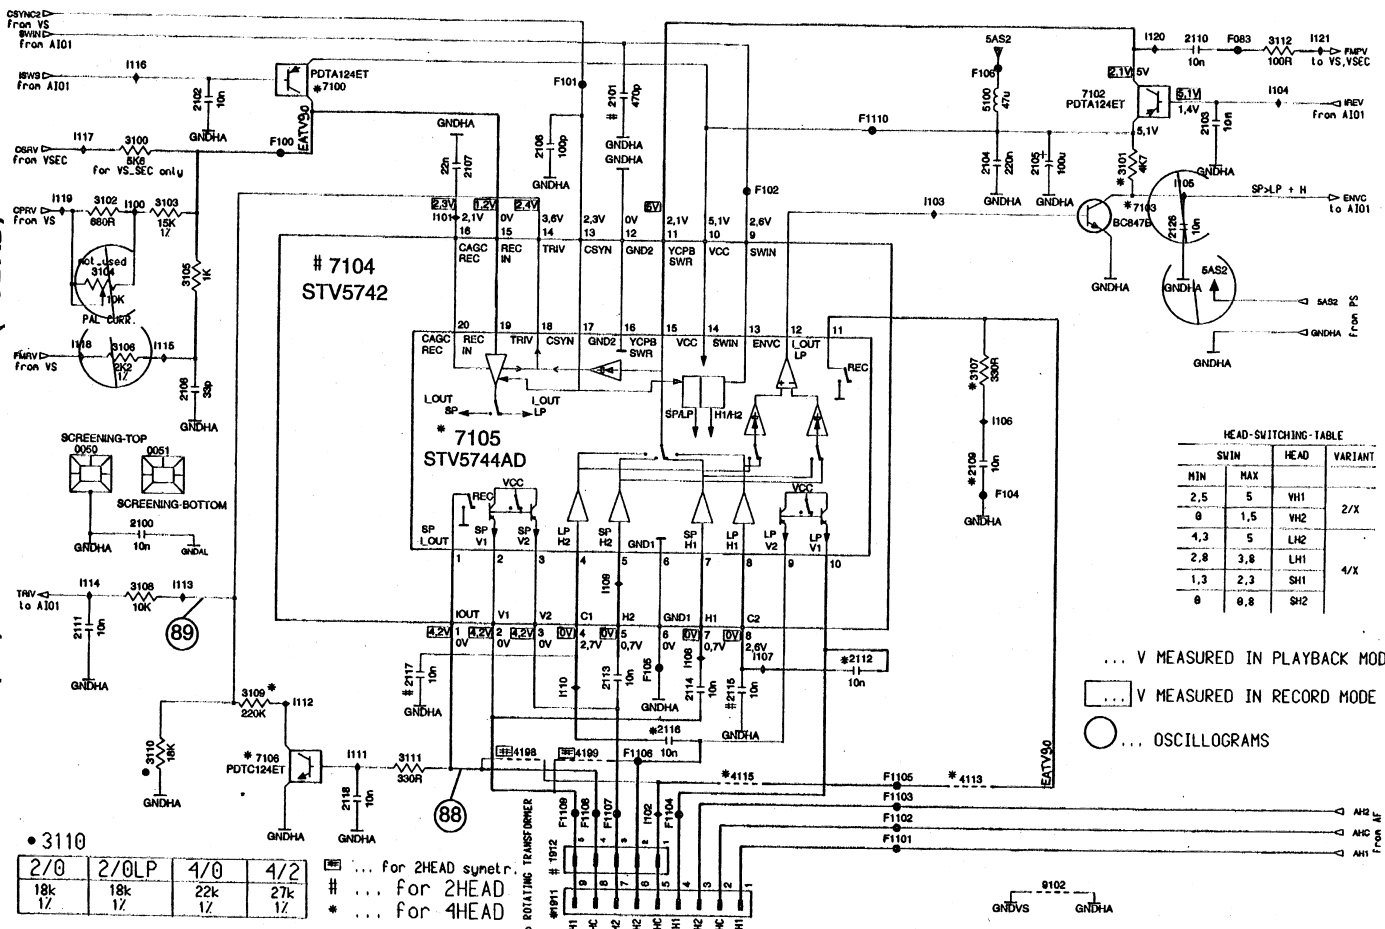 CSYNC2
from VS
SWIN
from AIO1
ISWS
from AIO1
I116
2102
10n
GNDHA
PDTA124ET
*7100
EATV90
F100
OSRV
from VSEC
I117
3100
5K6
for VS_SEC only
CPRV
from VS
I119
3102
680R
I100
3103
15K
1%
not_used
3104
10K
PAL CURR.
3105
1K
FMRV
from VS
I118
3106
2K2
1%
I115
2108
33p
GNDHA
GNDHA
22n
2107
F101
2106
100p
GNDHA
2101
470p
#
GNDHA
GNDHA
F102
5AS2
F106
5100
47u
F1110
2104
220n
GNDHA
2105
100u
GNDHA
I120
2110
10n
F083
3112
100R
I121
FMPV
to VS,VSEC
2,1V
5V
7102
PDTA124ET
5,1V
1,4V
I104
IREV
from AIO1
2103
10n
GNDHA
5,1V
*3101
4K7
I105
SP>LP + H
ENVC
to AIO1
*7103
BC847B
I103
GNDHA
2126
10n
GNDHA
5AS2
5AS2
GNDHA
GNDHA
from PS
2,3V
1,2V
2,4V
5V
I101
2,1V
0V
3,6V
2,3V
0V
2,1V
5,1V
2,6V
16
15
14
13
12
11
10
9
CAGC REC
REC IN
TRIV
CSYN
GND2
YCPB SWR
VCC
SWIN
# 7104
STV5742
20
19
18
17
16
15
14
13
12
11
CAGC REC
REC IN
TRIV
CSYN
GND2
YCPB SWR
VCC
SWIN
ENVC
I_OUT LP
REC
I_OUT SP
I_OUT LP
SP/LP
H1/H2
* 7105
STV5744AD
REC
VCC
VCC
SP I_OUT
SP V1
SP V2
LP H2
SP H2
GND1
SP H1
LP H1
LP V2
LP V1
1
2
3
4
5
6
7
8
9
10
*3107
330R
I106
*2109
10n
F104
GNDHA
SCREENING-TOP
0050
0051
SCREENING-BOTTOM
2100
10n
GNDHA
GNDAL
TRIV
to AIO1
I114
3108
10K
I113
2111
10n
GNDHA
89
I109
IOUT
V1
V2
C1
H2
GND1
H1
C2
4,2V
4,2V
4,2V
0V
0V
0V
0V
1
2
3
4
5
6
7
8
0V
0V
0V
2,7V
0,7V
0V
0,7V
2,6V
#2117
10n
GNDHA
I110
2113
10n
F105
GNDHA
I108
2114
10n
#2115
10n
GNDHA
I107
*2112
10n
*2116
10n
3109 *
220K
I112
3110
18K
GNDHA
*7106
PDTC124ET
GNDHA
I111
2118
10n
GNDHA
3111
330R
88
4198
4199
F1106
*4115
F1105
*4113
EATV90
F1103
F1102
F1101
F1109
F1108
F1107
I102
F1104
# 1912
5
4
3
2
1
*1911
9
8
7
6
5
4
3
2
1
ROTATING TRANSFORMER
AH2
AHC
AH1
from AF
9102
GNDVS
GNDHA
HEAD-SWITCHING-TABLE
SWIN HEAD VARIANT
MIN MAX
2,5 5 VH1
0 1,5 VH2
2/X
4,3 5 LH2
2,8 3,8 LH1
1,3 2,3 SH1
0 0,8 SH2
4/X
... V MEASURED IN PLAYBACK MOD
... V MEASURED IN RECORD MODE
... OSCILLOGRAMS
• 3110
2/0 2/0LP 4/0 4/2
18k 18k 22k 27k
1% 1% 1% 1%
# ... for 2HEAD symetr.
# ... for 2HEAD
* ... for 4HEAD